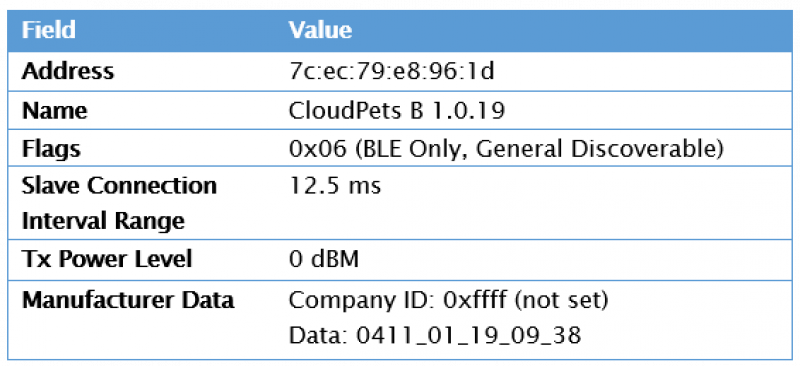 Field Value
Address 7c:ec:79:e8:96:1d
Name CloudPets B 1.0.19
Flags 0x06 (BLE Only, General Discoverable)
Slave Connection 12.5 ms
Interval Range
Tx Power Level 0 dBM
Manufacturer Data Company ID: 0xffff (not set)
Data: 0411_01_19_09_38